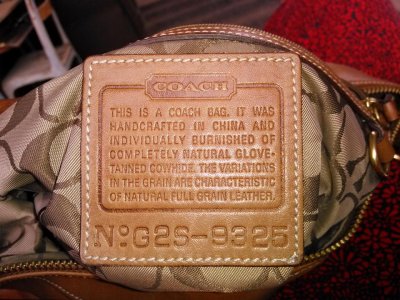 COACH
THIS IS A COACH BAG. IT WAS
HANDCRAFTED IN CHINA AND
INDIVIDUALLY BURNISHED OF
COMPLETELY NATURAL GLOVE-
TANNED COWHIDE. THE VARIATIONS
IN THE GRAIN ARE CHARACTERISTIC
OF NATURAL FULL GRAIN LEATHER.
No:G2S-9325